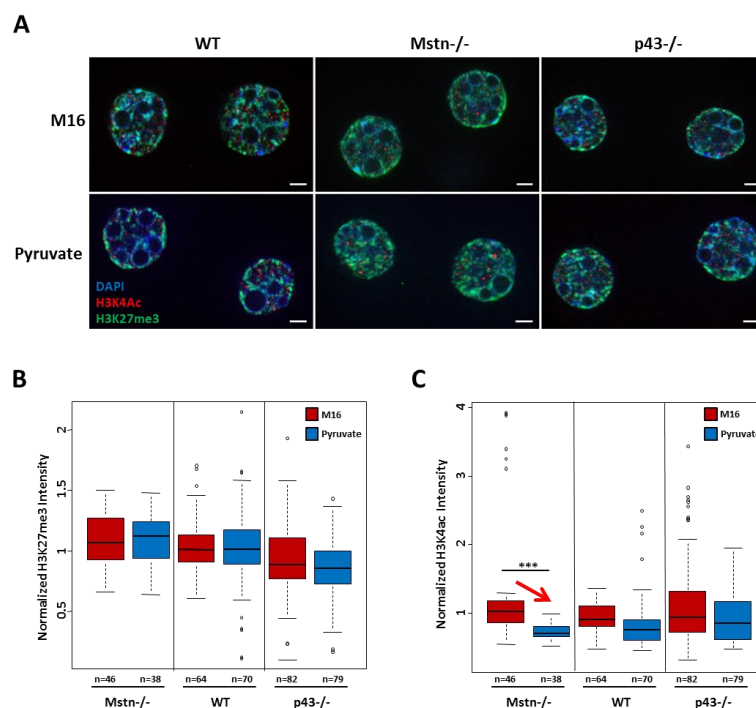 A
WT Mstn-/- p43-/-
M16
Pyruvate
DAPI
H3K4Ac
H3K27me3
B
Normalized H3K27me3 Intensity
2
1.5
1
0.5
M16
Pyruvate
n=46 n=38 n=64 n=70 n=82 n=79
Mstn-/- WT p43-/-
C
Normalized H3K4ac Intensity
4
3
2
1
***
M16
Pyruvate
n=46 n=38 n=64 n=70 n=82 n=79
Mstn-/- WT p43-/-